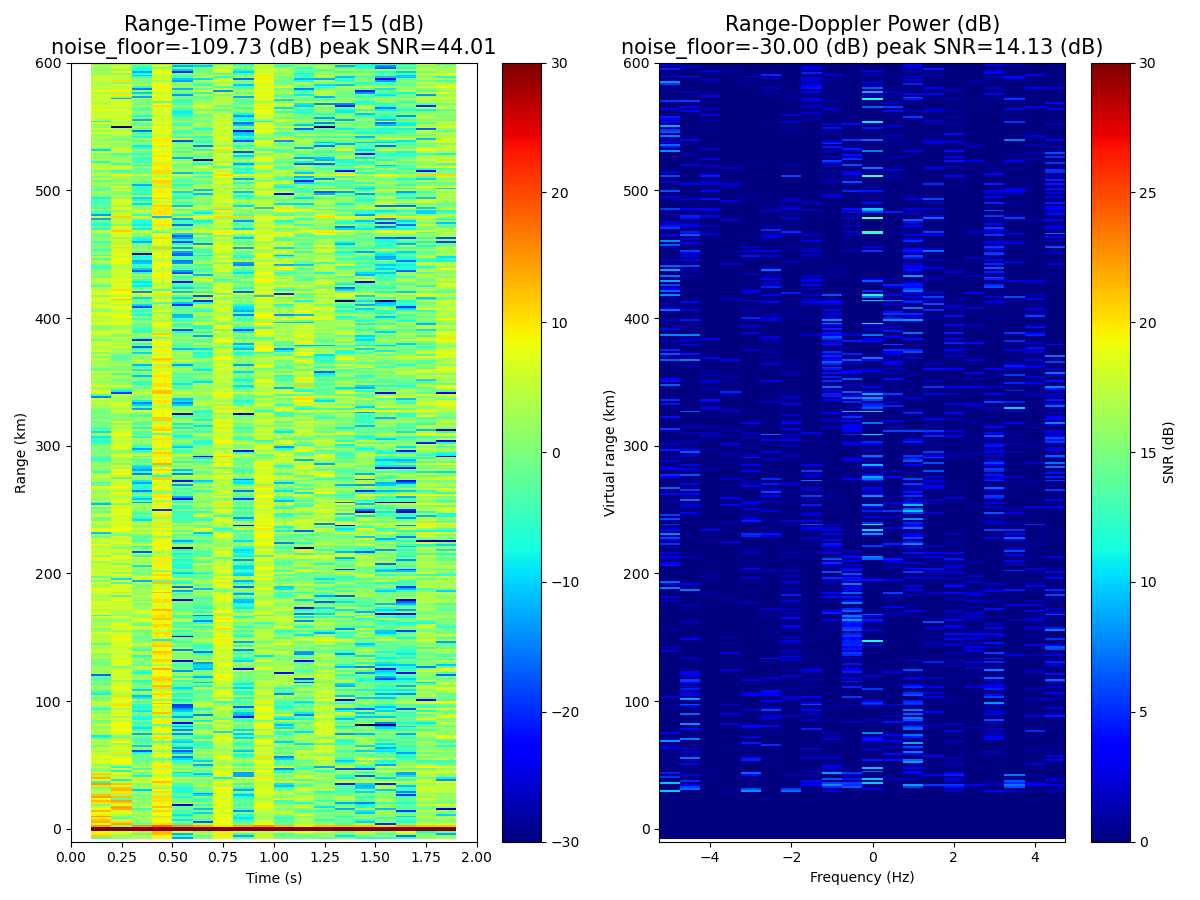 Range-Time Power f=15 (dB)
noise_floor=-109.73 (dB) peak SNR=44.01
600
500
400
300
200
100
0
Range (km)
0.00 0.25 0.50 0.75 1.00 1.25 1.50 1.75 2.00
Time (s)
30
20
10
0
−10
−20
−30
Range-Doppler Power (dB)
noise_floor=-30.00 (dB) peak SNR=14.13 (dB)
600
500
400
300
200
100
0
Virtual range (km)
−4 −2 0 2 4
Frequency (Hz)
30
25
20
15
10
5
0
SNR (dB)